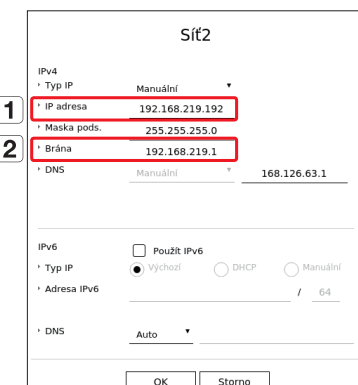 Síť2
IPv4
Typ IP Manuální
1 IP adresa 192.168.219.192
Maska pods. 255.255.255.0
2 Brána 192.168.219.1
DNS Manuální 168.126.63.1
IPv6 Použít IPv6
Typ IP Výchozí DHCP Manuální
Adresa IPv6 / 64
DNS Auto
OK Storno